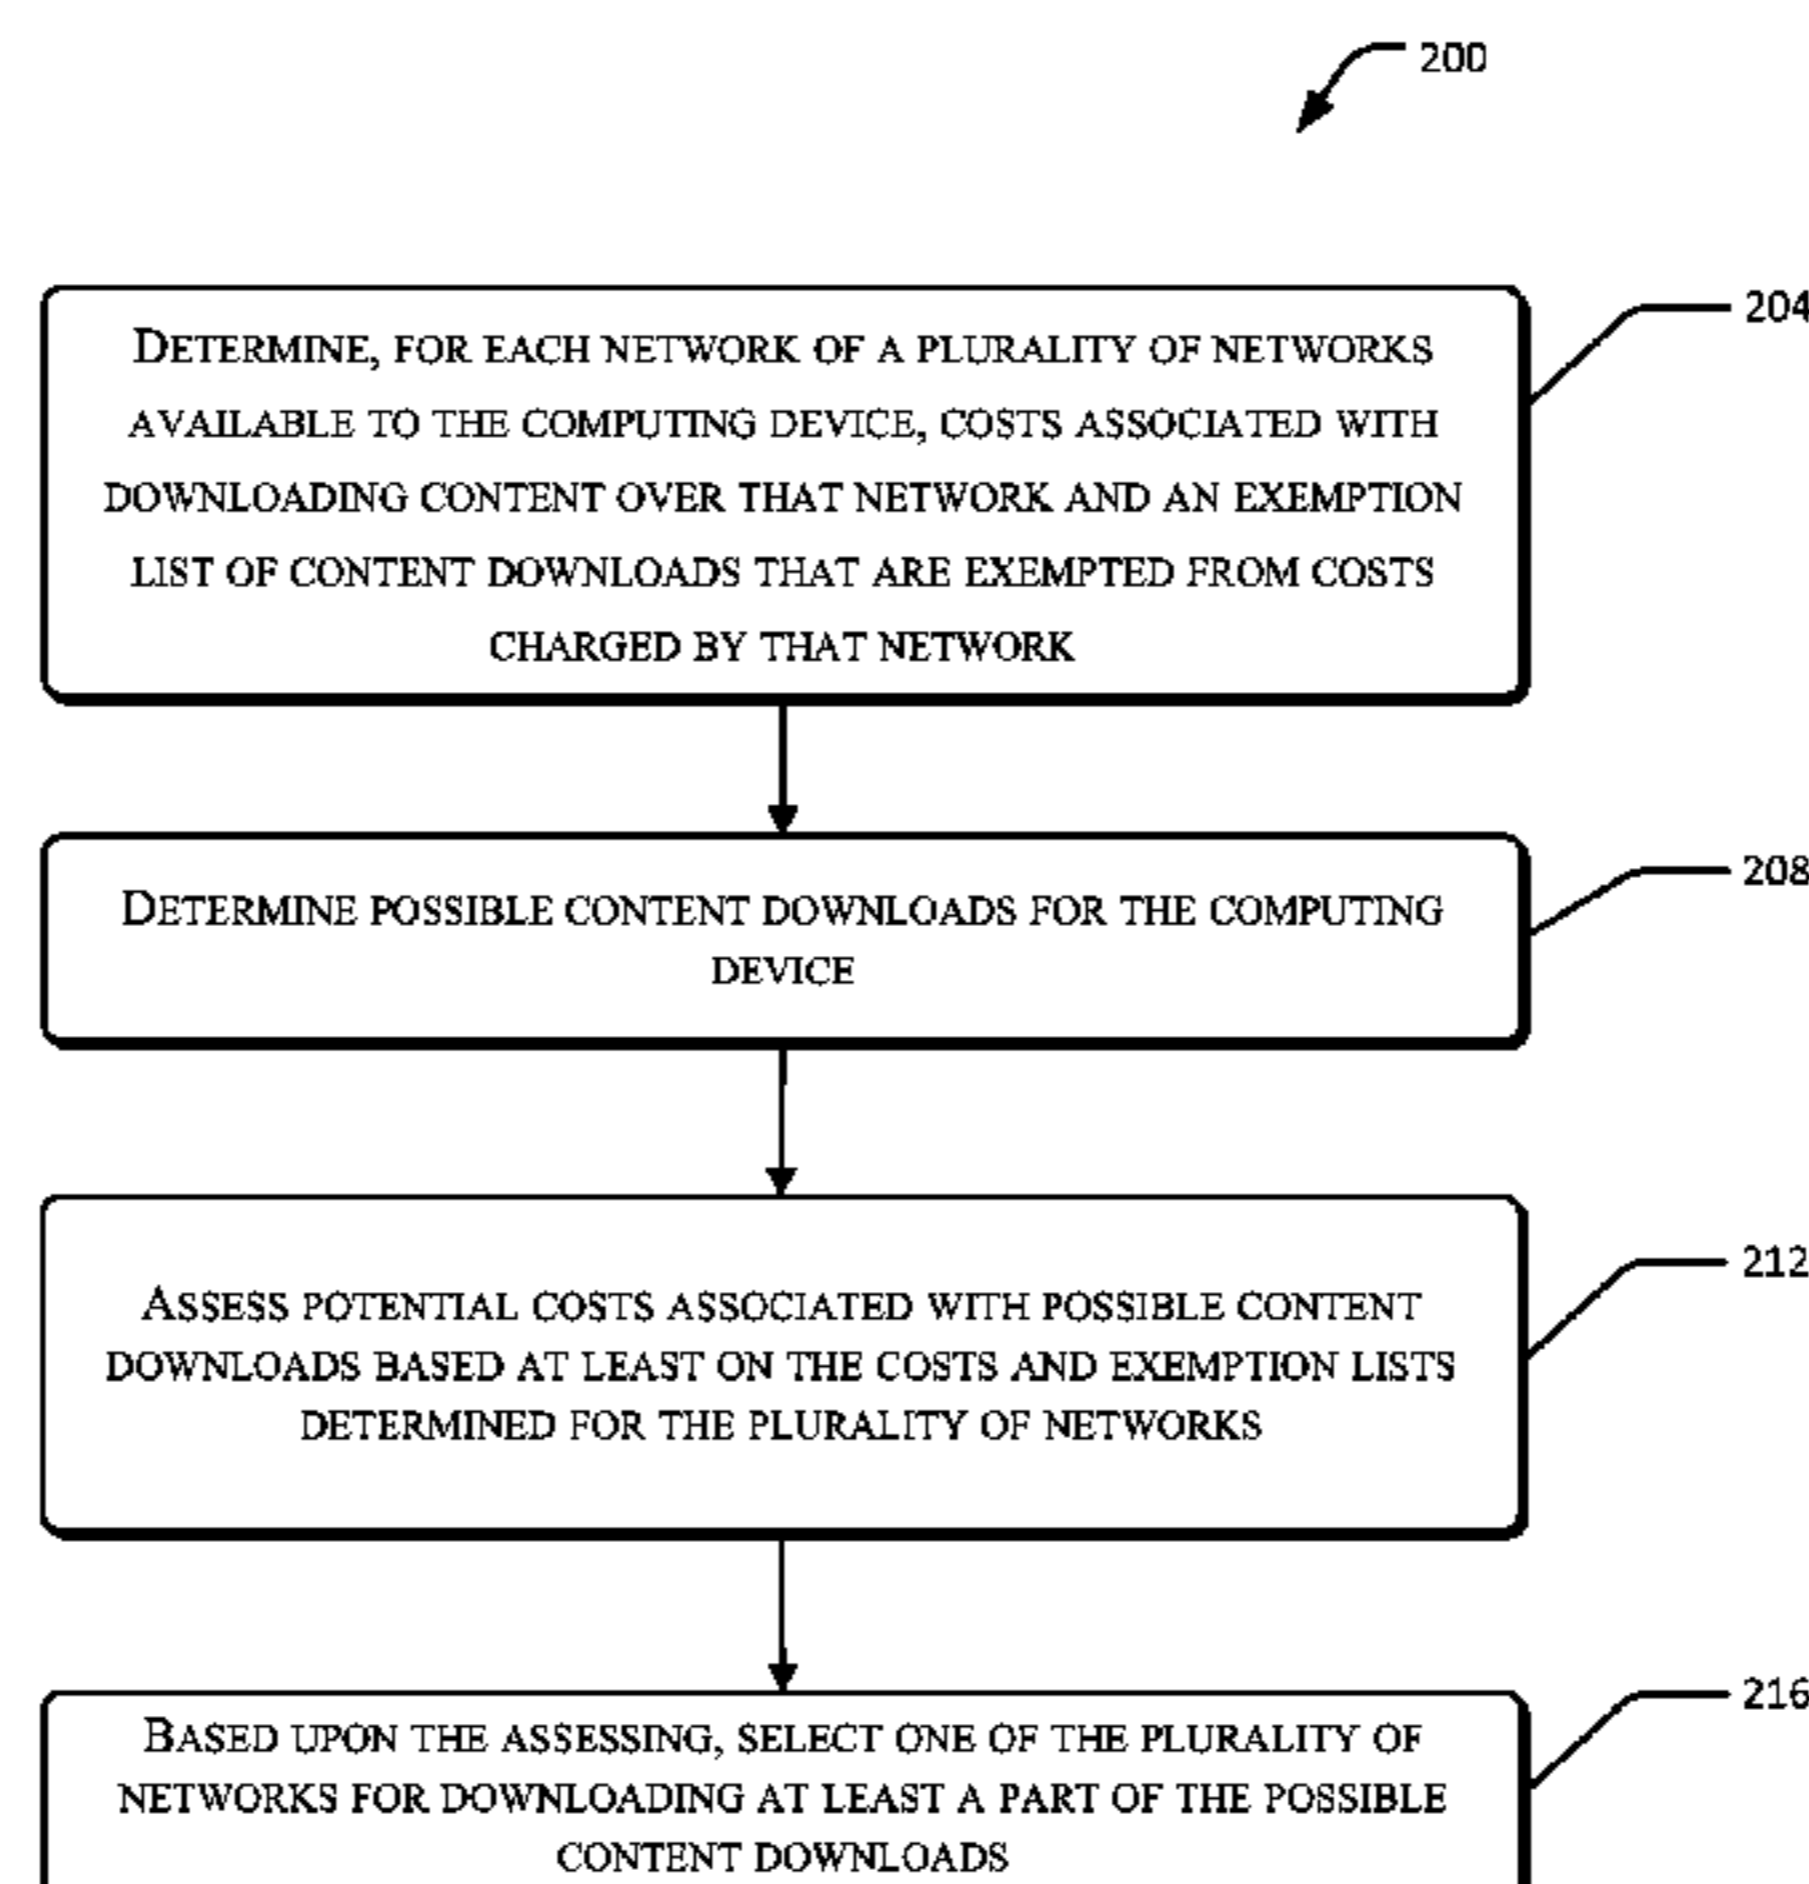 200
204
DETERMINE, FOR EACH NETWORK OF A PLURALITY OF NETWORKS
AVAILABLE TO THE COMPUTING DEVICE, COSTS ASSOCIATED WITH
DOWNLOADING CONTENT OVER THAT NETWORK AND AN EXEMPTION
LIST OF CONTENT DOWNLOADS THAT ARE EXEMPTED FROM COSTS
CHARGED BY THAT NETWORK
208
DETERMINE POSSIBLE CONTENT DOWNLOADS FOR THE COMPUTING
DEVICE
212
ASSESS POTENTIAL COSTS ASSOCIATED WITH POSSIBLE CONTENT
DOWNLOADS BASED AT LEAST ON THE COSTS AND EXEMPTION LISTS
DETERMINED FOR THE PLURALITY OF NETWORKS
216
BASED UPON THE ASSESSING, SELECT ONE OF THE PLURALITY OF
NETWORKS FOR DOWNLOADING AT LEAST A PART OF THE POSSIBLE
CONTENT DOWNLOADS